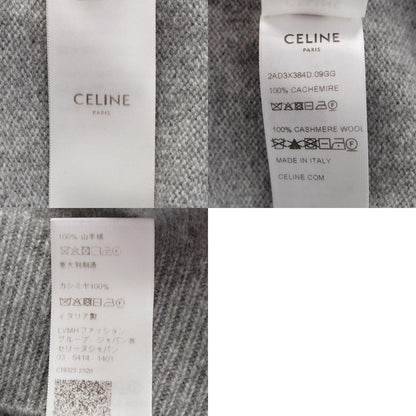 CELINE
PARIS
CELINE
PARIS
2AD3X384D.09GG
100% CACHEMIRE
100% CASHMERE WOOL
MADE IN ITALY
CELINE.COM
100% 山羊绒
意大利制造
カシミヤ100%
イタリア製
LVMHファッション
グループ・ジャパン㈱
セリーヌジャパン
03-5414-1401